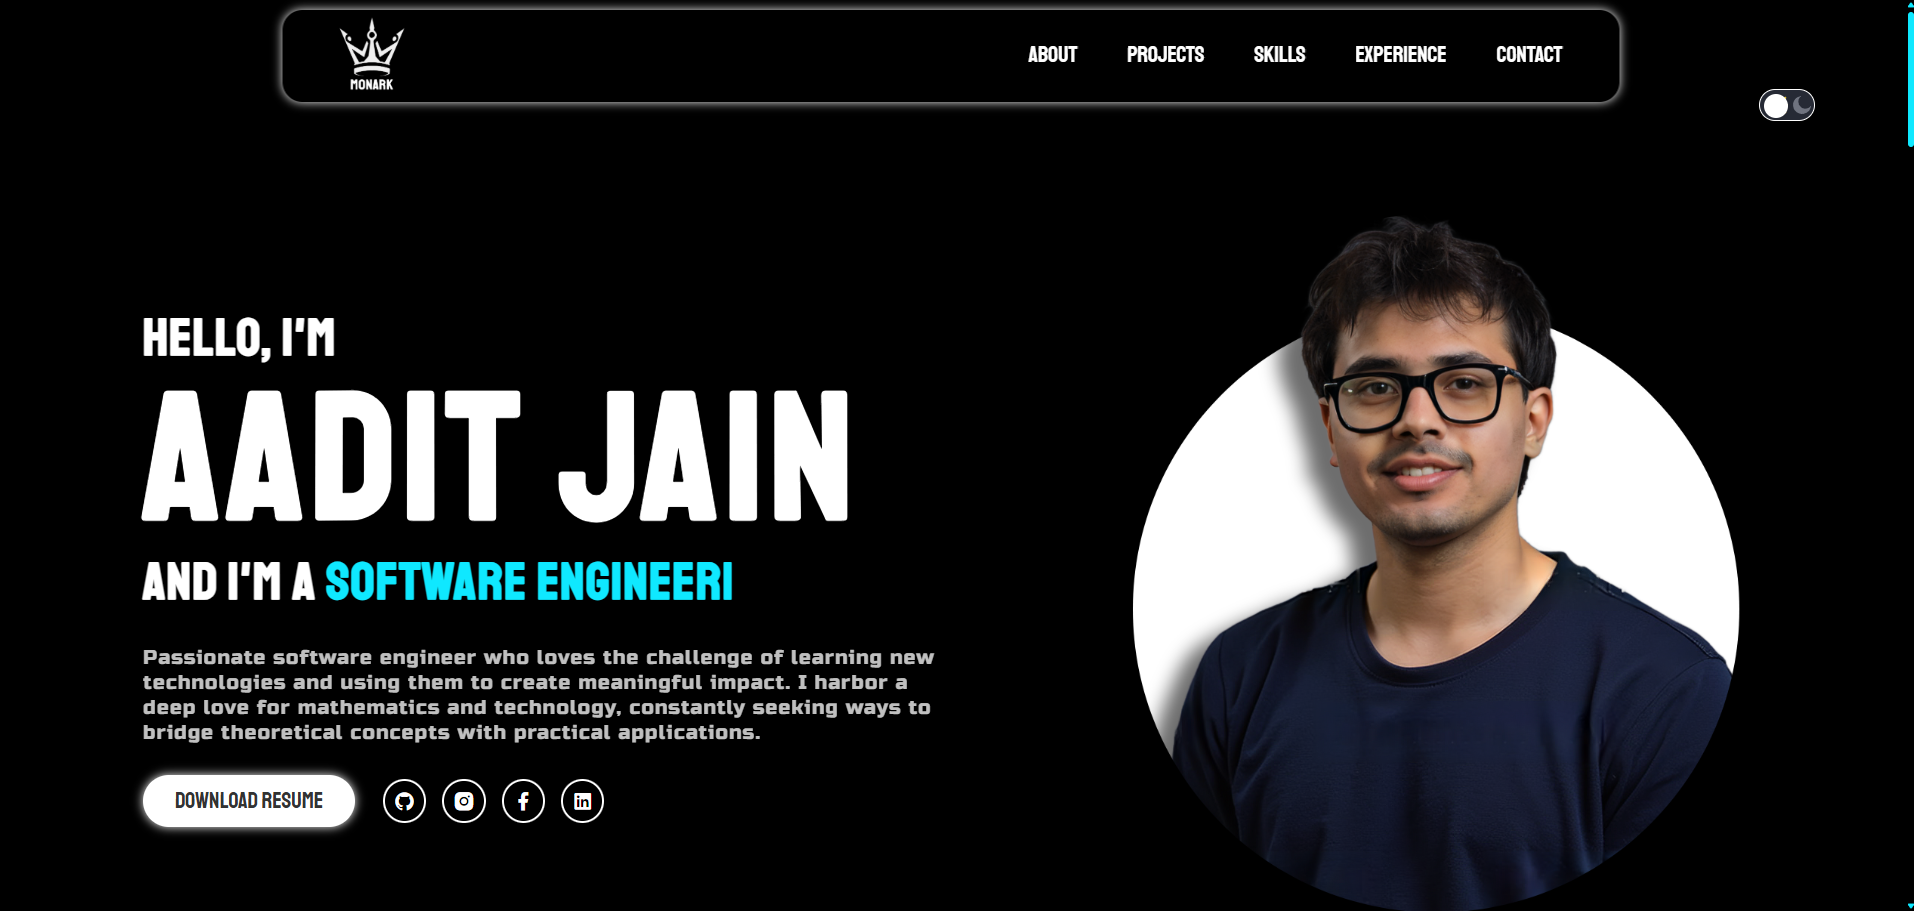 MONARK
ABOUT PROJECTS SKILLS EXPERIENCE CONTACT
HELLO, I'M
AADIT JAIN
AND I'M A SOFTWARE ENGINEERI
Passionate software engineer who loves the challenge of learning new
technologies and using them to create meaningful impact. I harbor a
deep love for mathematics and technology, constantly seeking ways to
bridge theoretical concepts with practical applications.
DOWNLOAD RESUME